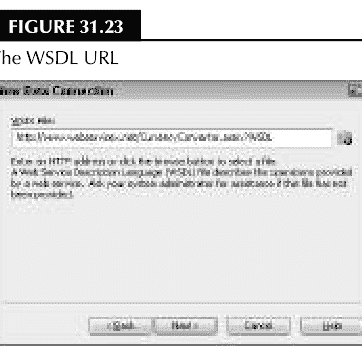 FIGURE 31.23
The WSDL URL
New Data Connection
WSDL File:
http://www.webservicex.net/CurrencyConvertor.asmx?WSDL
Enter an HTTP address or click the browse button to select a file.
A Web Service Description Language (WSDL) file describes the operations provided
by a web service. Ask your system administrator for assistance if this file has not
been provided.
< Back Next > Cancel Help